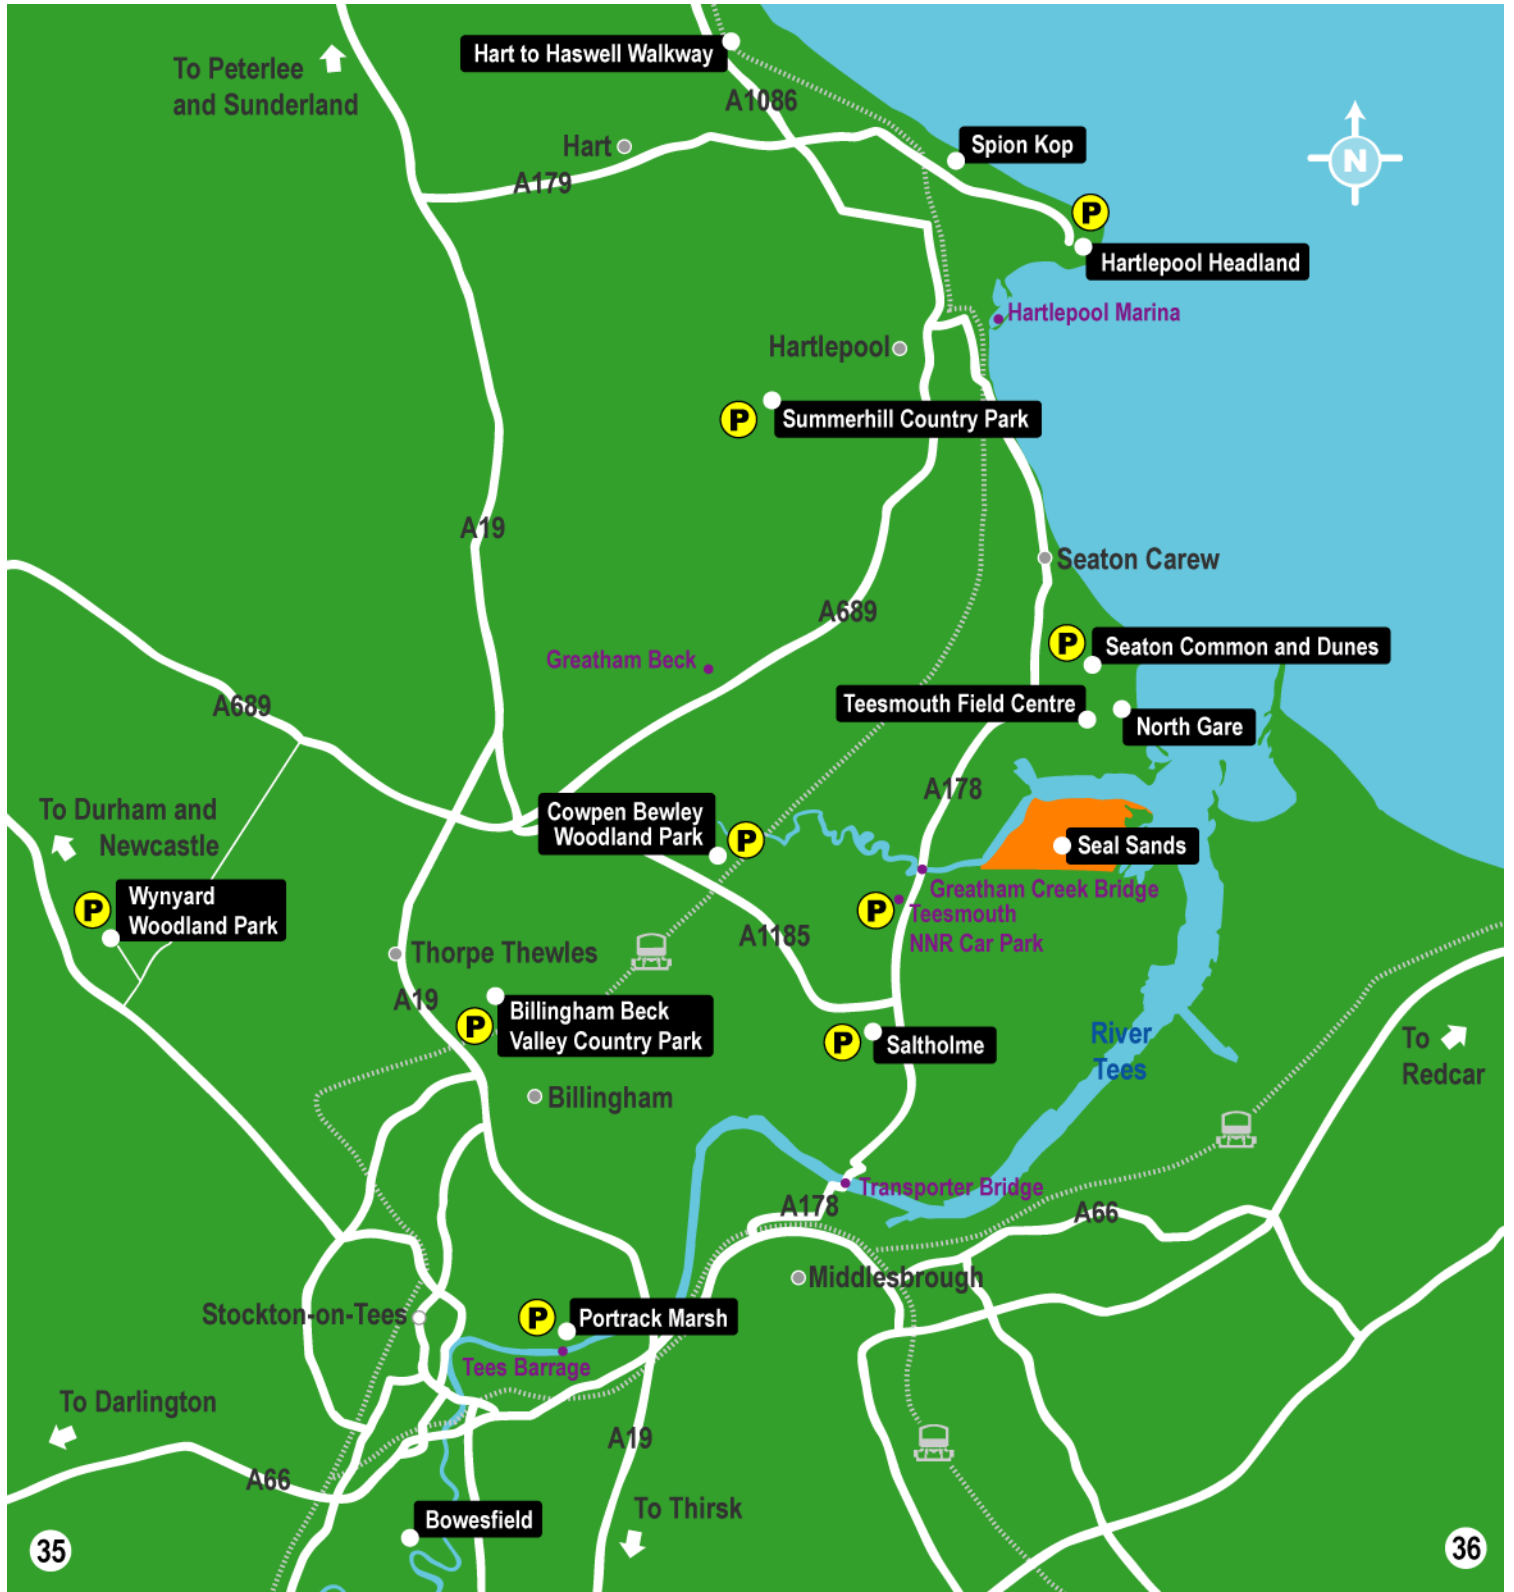 Hart to Haswell Walkway
To Peterlee
and Sunderland
A1086
Hart
Spion Kop
N
A179
P
Hartlepool Headland
Hartlepool Marina
Hartlepool
P
Summerhill Country Park
A19
Seaton Carew
A689
P
Seaton Common and Dunes
Greatham Beck
A689
Teesmouth Field Centre
North Gare
A178
To Durham and
Newcastle
Cowpen Bewley
Woodland Park
P
Seal Sands
Wynyard
Woodland Park
P
Greatham Creek Bridge
P
Teesmouth
NNR Car Park
A1185
Thorpe Thewles
A19
Billingham Beck
Valley Country Park
P
P
Saltholme
River
Tees
To
Redcar
Billingham
Transporter Bridge
A178
A66
Middlesbrough
Stockton-on-Tees
P
Portrack Marsh
Tees Barrage
To Darlington
A19
A66
To Thirsk
Bowesfield
35
36